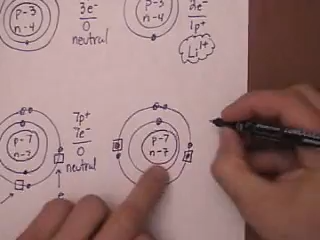 p-3
n-4
3e⁻
0
neutral
p-3
n-4
2e⁻
1p⁺
Li¹⁺
p-7
n-7
7p⁺
7e⁻
0
neutral
p-7
n-7